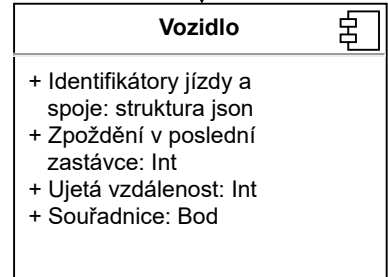 Vozidlo
+ Identifikátory jízdy a
spoje: struktura json
+ Zpoždění v poslední
zastávce: Int
+ Ujetá vzdálenost: Int
+ Souřadnice: Bod